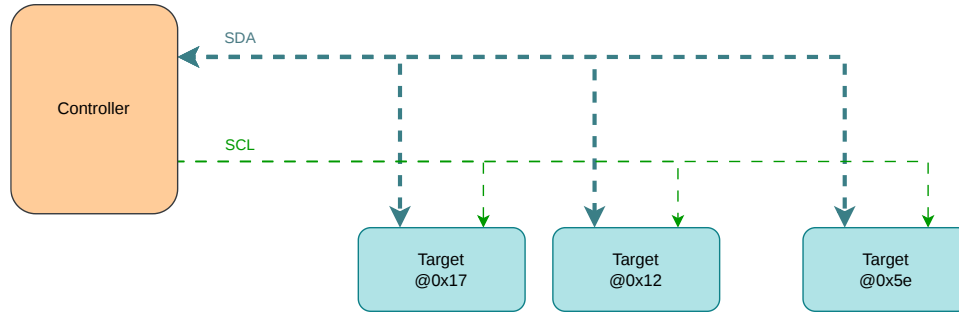 SDA
Controller
SCL
Target
@0x17
Target
@0x12
Target
@0x5e